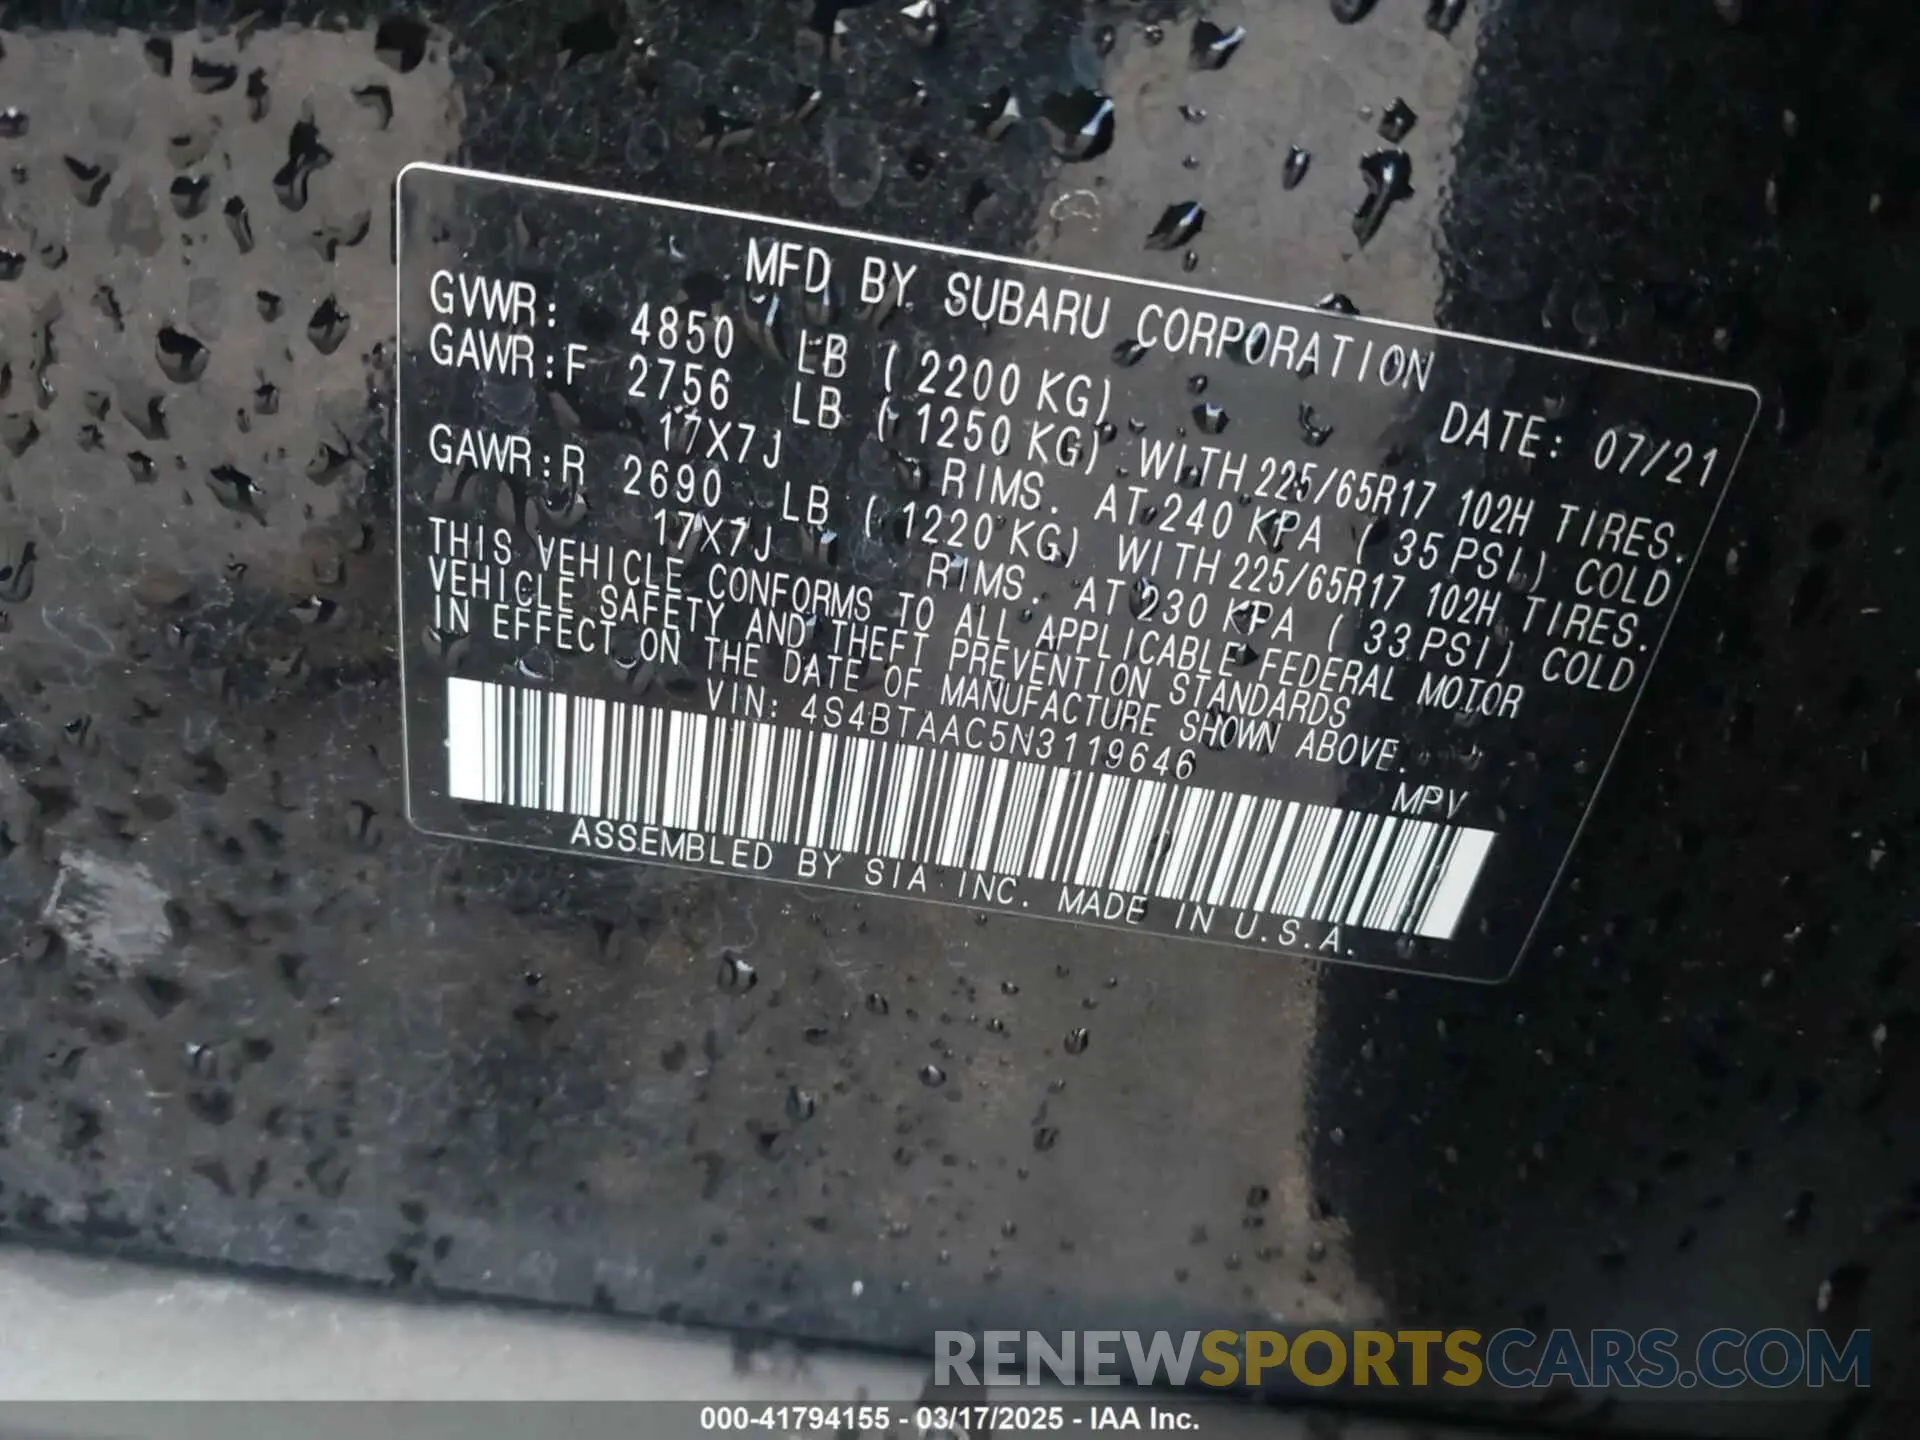 MFD BY SUBARU CORPORATION
DATE: 07/21
GVWR: 4850 LB (2200 KG)
GAWR:F 2756 LB (1250 KG) WITH 225/65R17 102H TIRES.
17X7J RIMS. AT 240 KPA (35 PSI) COLD
GAWR:R 2690 LB (1220 KG) WITH 225/65R17 102H TIRES.
17X7J RIMS. AT 230 KPA (33 PSI) COLD
THIS VEHICLE CONFORMS TO ALL APPLICABLE FEDERAL MOTOR
VEHICLE SAFETY AND THEFT PREVENTION STANDARDS
IN EFFECT ON THE DATE OF MANUFACTURE SHOWN ABOVE.
VIN: 4S4BTAAC5N3119646 MPV
ASSEMBLED BY SIA INC. MADE IN U.S.A.
RENEWSPORTSCARS.COM
000-41794155 - 03/17/2025 - IAA Inc.